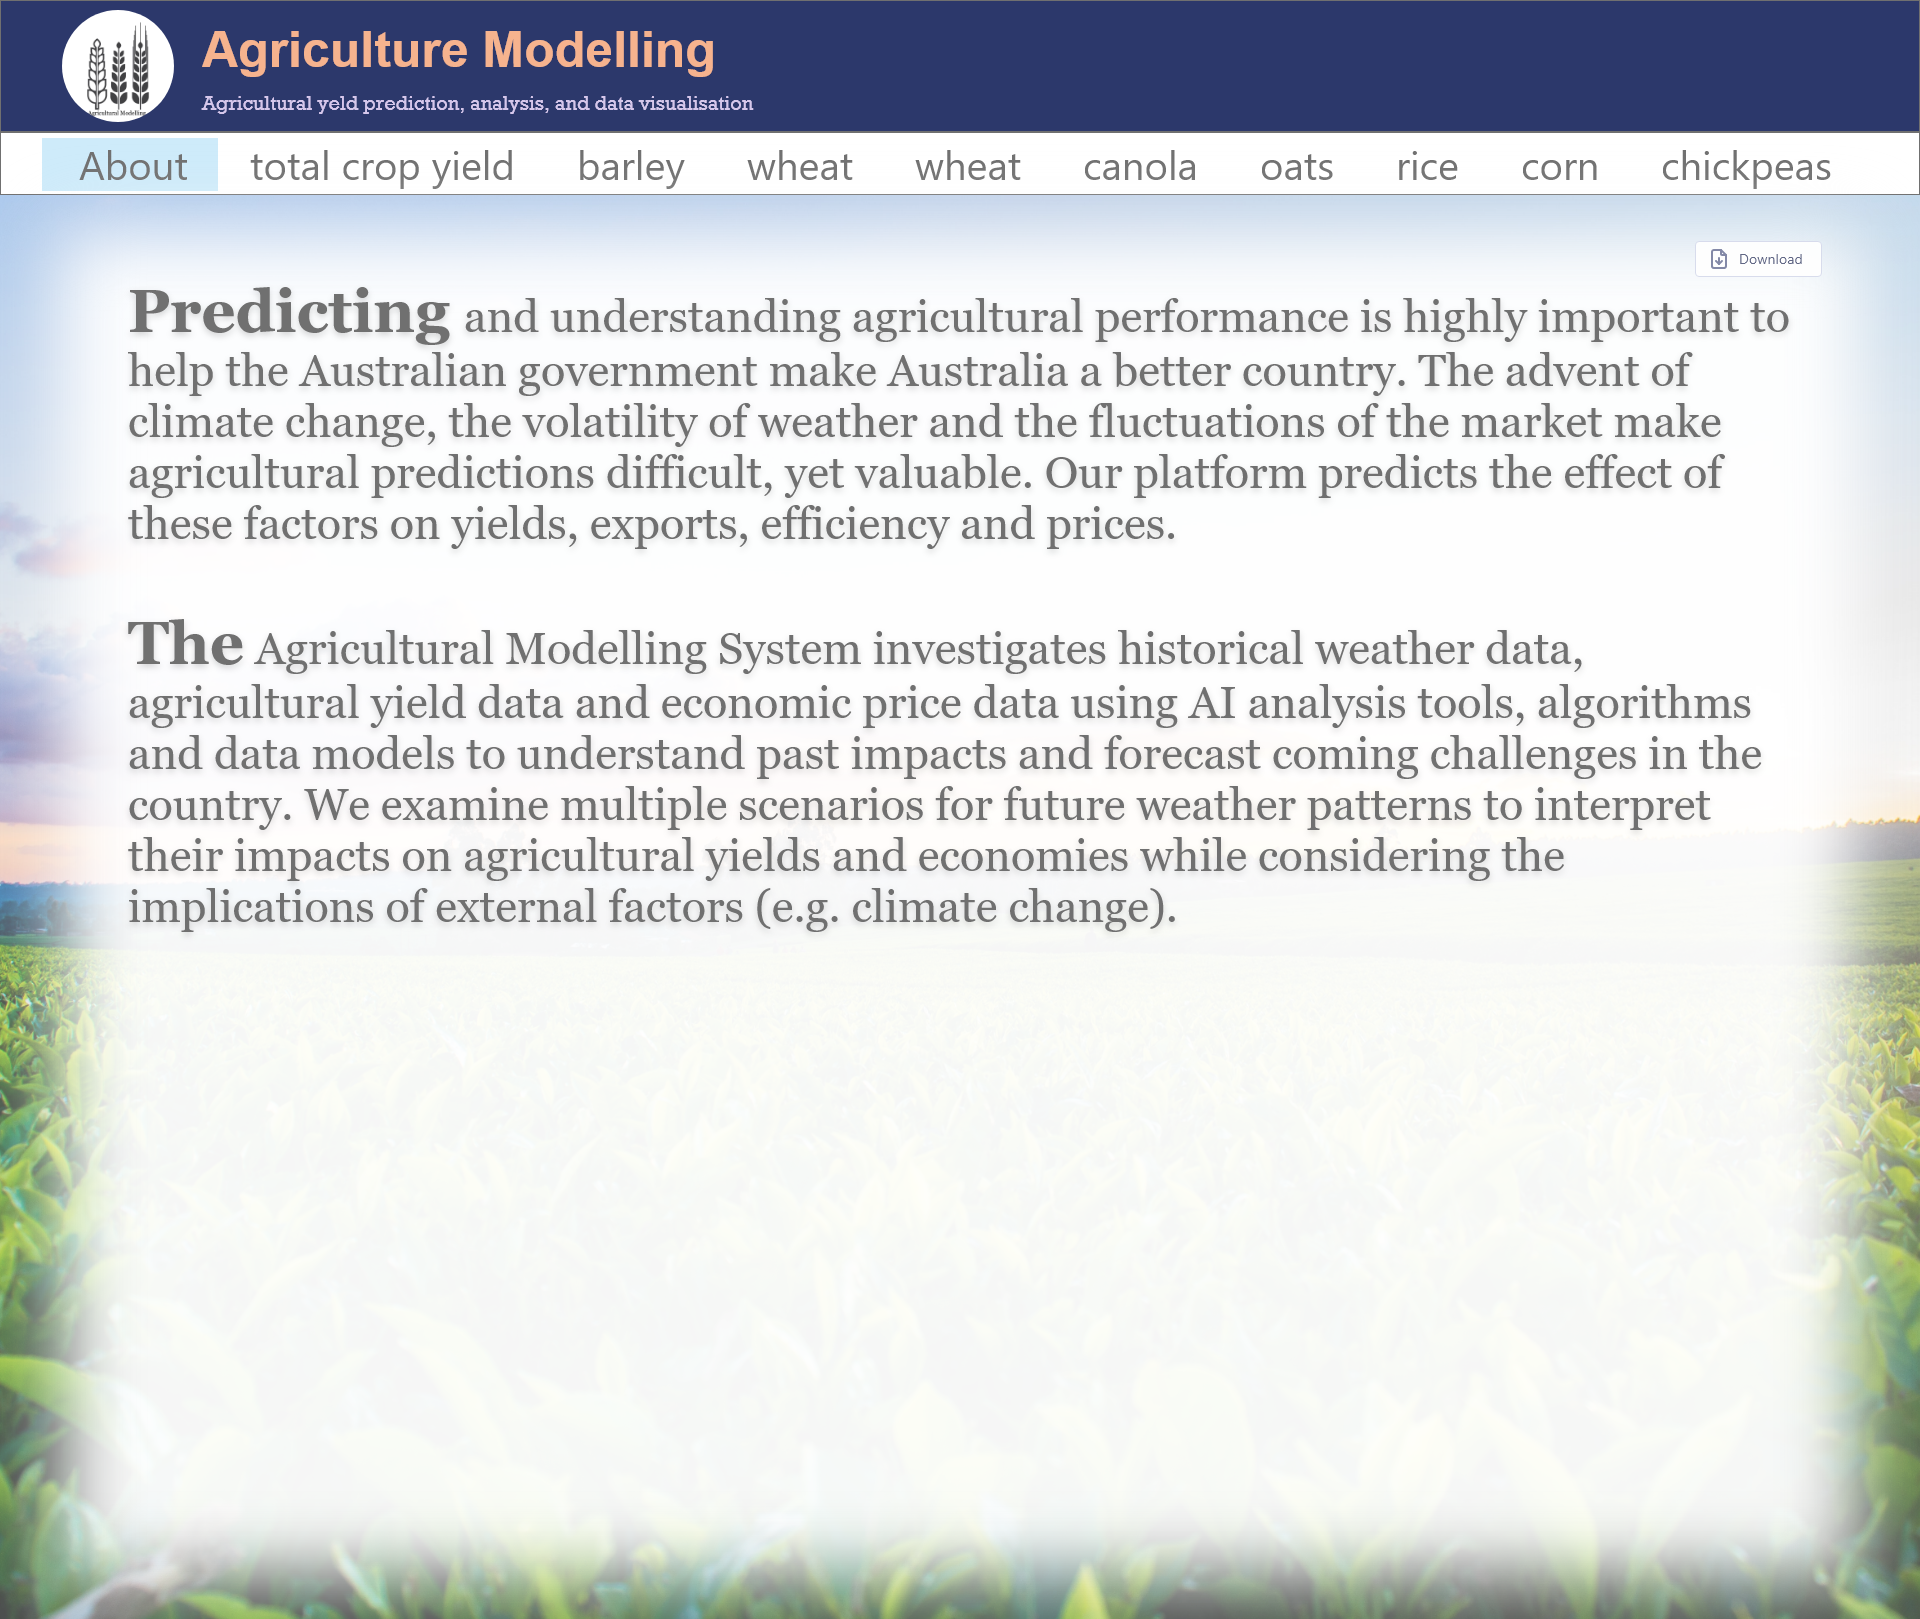 Agriculture Modelling
Agricultural yeld prediction, analysis, and data visualisation
Agricultural Modelling
About total crop yield barley wheat wheat canola oats rice corn chickpeas
Download
Predicting and understanding agricultural performance is highly important to
help the Australian government make Australia a better country. The advent of
climate change, the volatility of weather and the fluctuations of the market make
agricultural predictions difficult, yet valuable. Our platform predicts the effect of
these factors on yields, exports, efficiency and prices.
The Agricultural Modelling System investigates historical weather data,
agricultural yield data and economic price data using AI analysis tools, algorithms
and data models to understand past impacts and forecast coming challenges in the
country. We examine multiple scenarios for future weather patterns to interpret
their impacts on agricultural yields and economies while considering the
implications of external factors (e.g. climate change).